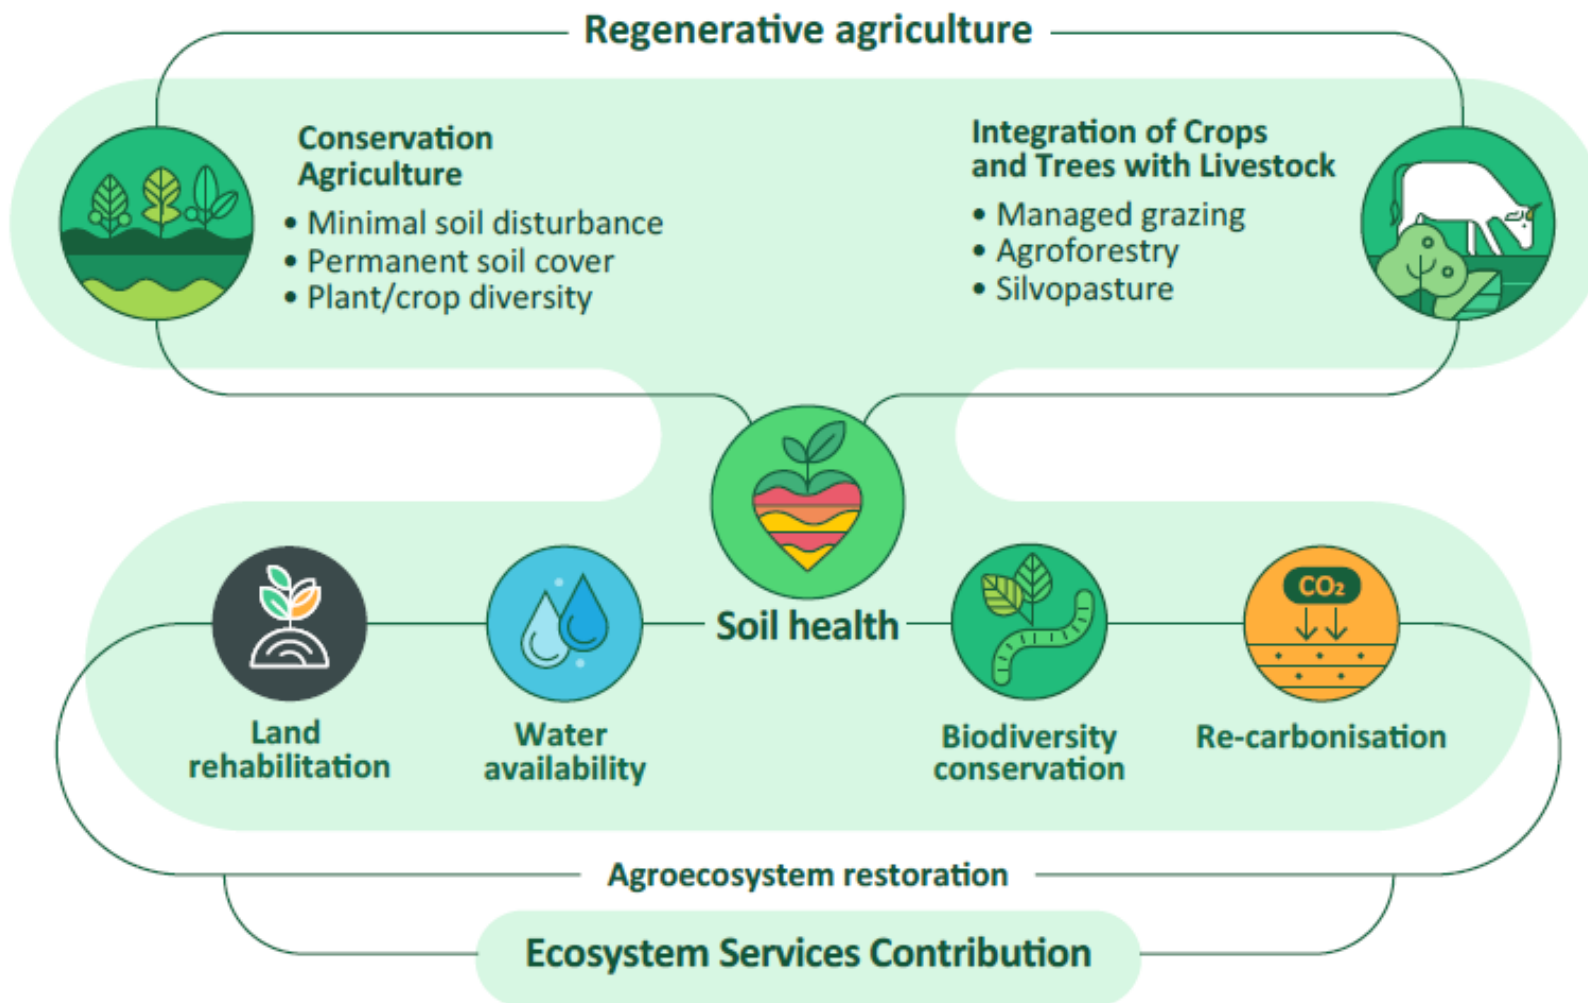 Regenerative agriculture
Conservation
Agriculture
• Minimal soil disturbance
• Permanent soil cover
• Plant/crop diversity
Integration of Crops
and Trees with Livestock
• Managed grazing
• Agroforestry
• Silvopasture
Soil health
Land
rehabilitation
Water
availability
Biodiversity
conservation
CO₂
Re-carbonisation
Agroecosystem restoration
Ecosystem Services Contribution